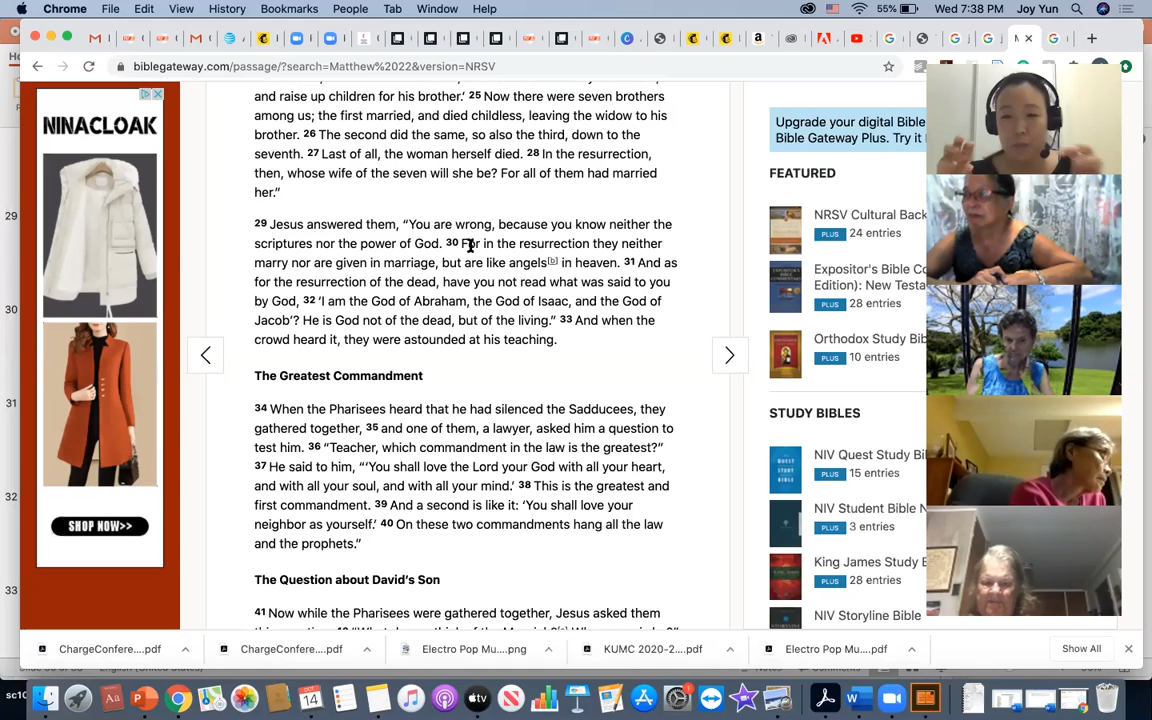 Chrome File Edit View History Bookmarks People Tab Window Help 55% Wed 7:38 PM Joy Yun
biblegateway.com/passage/?search=Matthew%2022&version=NRSV
NINACLOAK
SHOP NOW>>
29
30
31
32
33
and raise up children for his brother.’ 25 Now there were seven brothers
among us; the first married, and died childless, leaving the widow to his
brother. 26 The second did the same, so also the third, down to the
seventh. 27 Last of all, the woman herself died. 28 In the resurrection,
then, whose wife of the seven will she be? For all of them had married
her.”
29 Jesus answered them, “You are wrong, because you know neither the
scriptures nor the power of God. 30 For in the resurrection they neither
marry nor are given in marriage, but are like angels[b] in heaven. 31 And as
for the resurrection of the dead, have you not read what was said to you
by God, 32 ‘I am the God of Abraham, the God of Isaac, and the God of
Jacob’? He is God not of the dead, but of the living.” 33 And when the
crowd heard it, they were astounded at his teaching.
The Greatest Commandment
34 When the Pharisees heard that he had silenced the Sadducees, they
gathered together, 35 and one of them, a lawyer, asked him a question to
test him. 36 “Teacher, which commandment in the law is the greatest?”
37 He said to him, “‘You shall love the Lord your God with all your heart,
and with all your soul, and with all your mind.’ 38 This is the greatest and
first commandment. 39 And a second is like it: ‘You shall love your
neighbor as yourself.’ 40 On these two commandments hang all the law
and the prophets.”
The Question about David’s Son
41 Now while the Pharisees were gathered together, Jesus asked them
Upgrade your digital Bible
Bible Gateway Plus. Try it
FEATURED
NRSV Cultural Back
PLUS 24 entries
Expositor's Bible Co
Edition): New Testa
PLUS 28 entries
Orthodox Study Bib
PLUS 10 entries
STUDY BIBLES
NIV Quest Study Bi
PLUS 15 entries
NIV Student Bible N
PLUS 3 entries
King James Study B
PLUS 28 entries
NIV Storyline Bible
ChargeConfere....pdf ChargeConfere....pdf Electro Pop Mu....png KUMC 2020-2....pdf Electro Pop Mu....pdf Show All
OCT
14